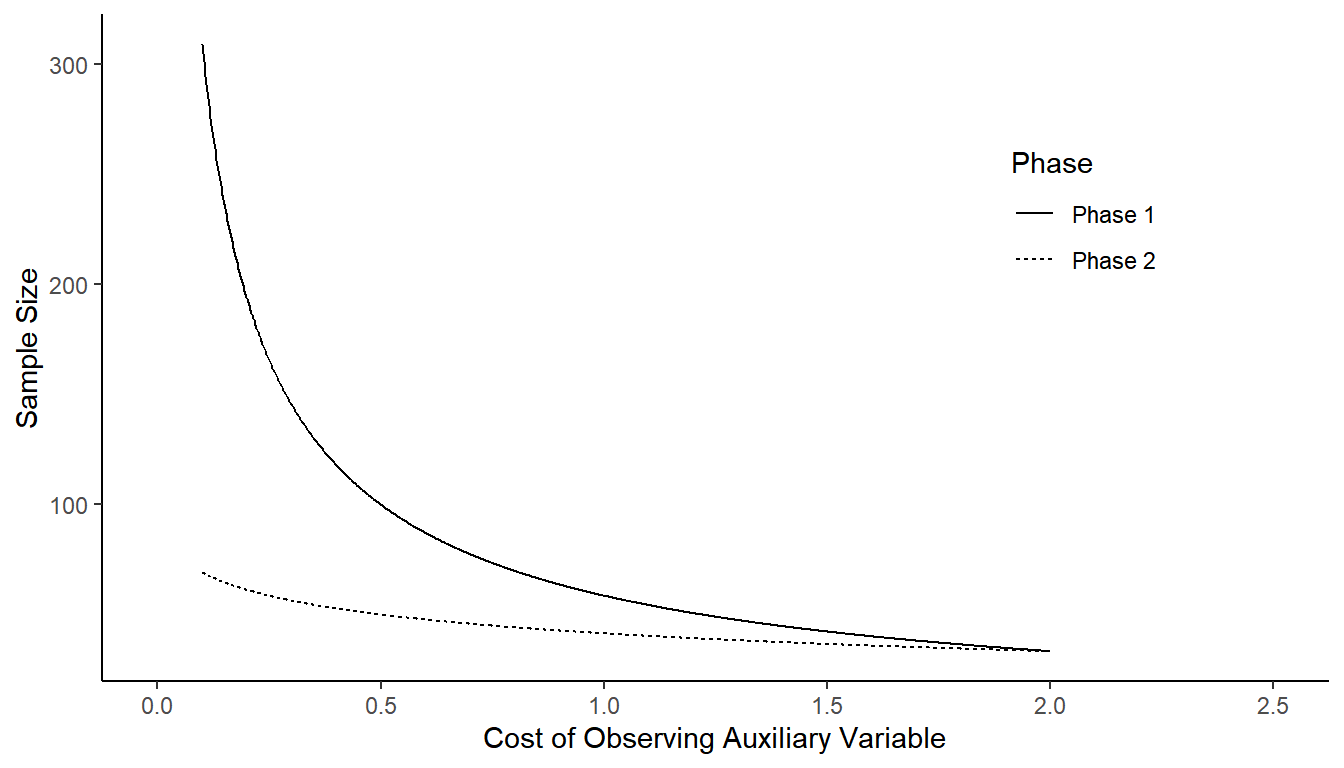 300
200
100
Sample Size
0.0 0.5 1.0 1.5 2.0 2.5
Cost of Observing Auxiliary Variable
Phase
Phase 1
Phase 2